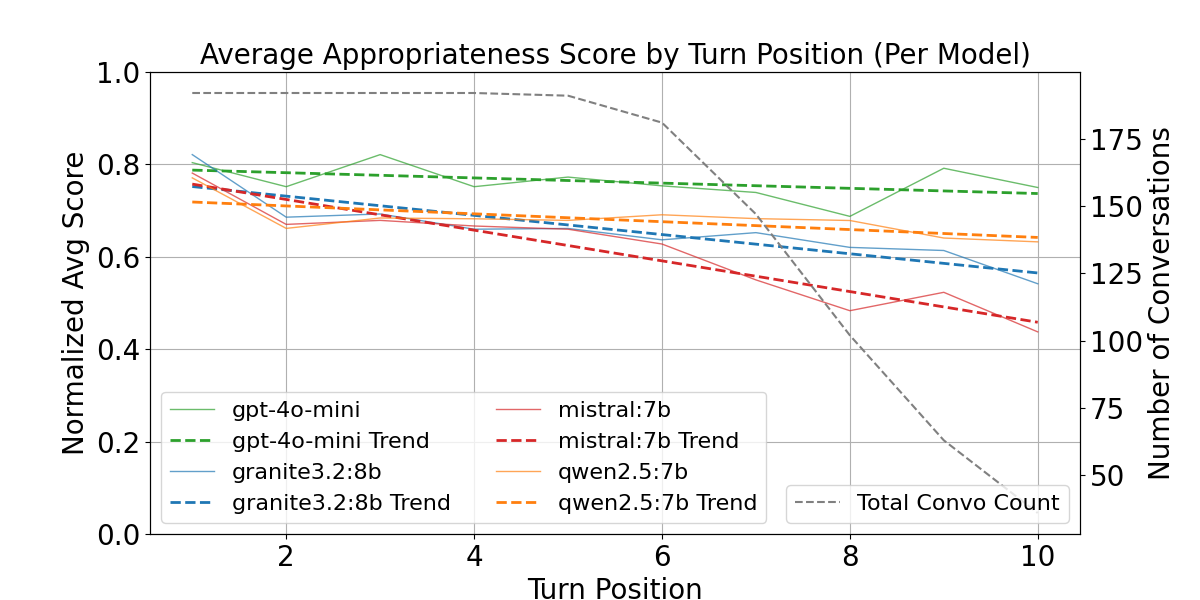 Average Appropriateness Score by Turn Position (Per Model)
1.0
0.8
0.6
0.4
0.2
0.0
Normalized Avg Score
175
150
125
100
75
50
Number of Conversations
gpt-4o-mini
gpt-4o-mini Trend
granite3.2:8b
granite3.2:8b Trend
mistral:7b
mistral:7b Trend
qwen2.5:7b
qwen2.5:7b Trend
Total Convo Count
2 4 6 8 10
Turn Position